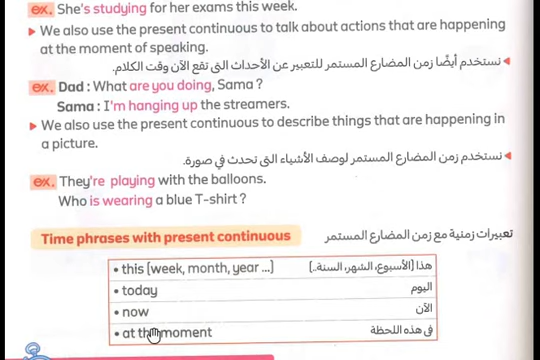 ex. She's studying for her exams this week.
We also use the present continuous to talk about actions that are happening
at the moment of speaking.
نستخدم أيضًا زمن المضارع المستمر للتعبير عن الأحداث التى تقع الآن وقت الكلام.
ex. Dad : What are you doing, Sama ?
Sama : I'm hanging up the streamers.
We also use the present continuous to describe things that are happening in
a picture.
نستخدم زمن المضارع المستمر لوصف الأشياء التى تحدث فى صورة.
ex. They're playing with the balloons.
Who is wearing a blue T-shirt ?
Time phrases with present continuous تعبيرات زمنية مع زمن المضارع المستمر
• this (week, month, year ...) هذا (الأسبوع، الشهر، السنة..)
• today اليوم
• now الآن
• at the moment فى هذه اللحظة